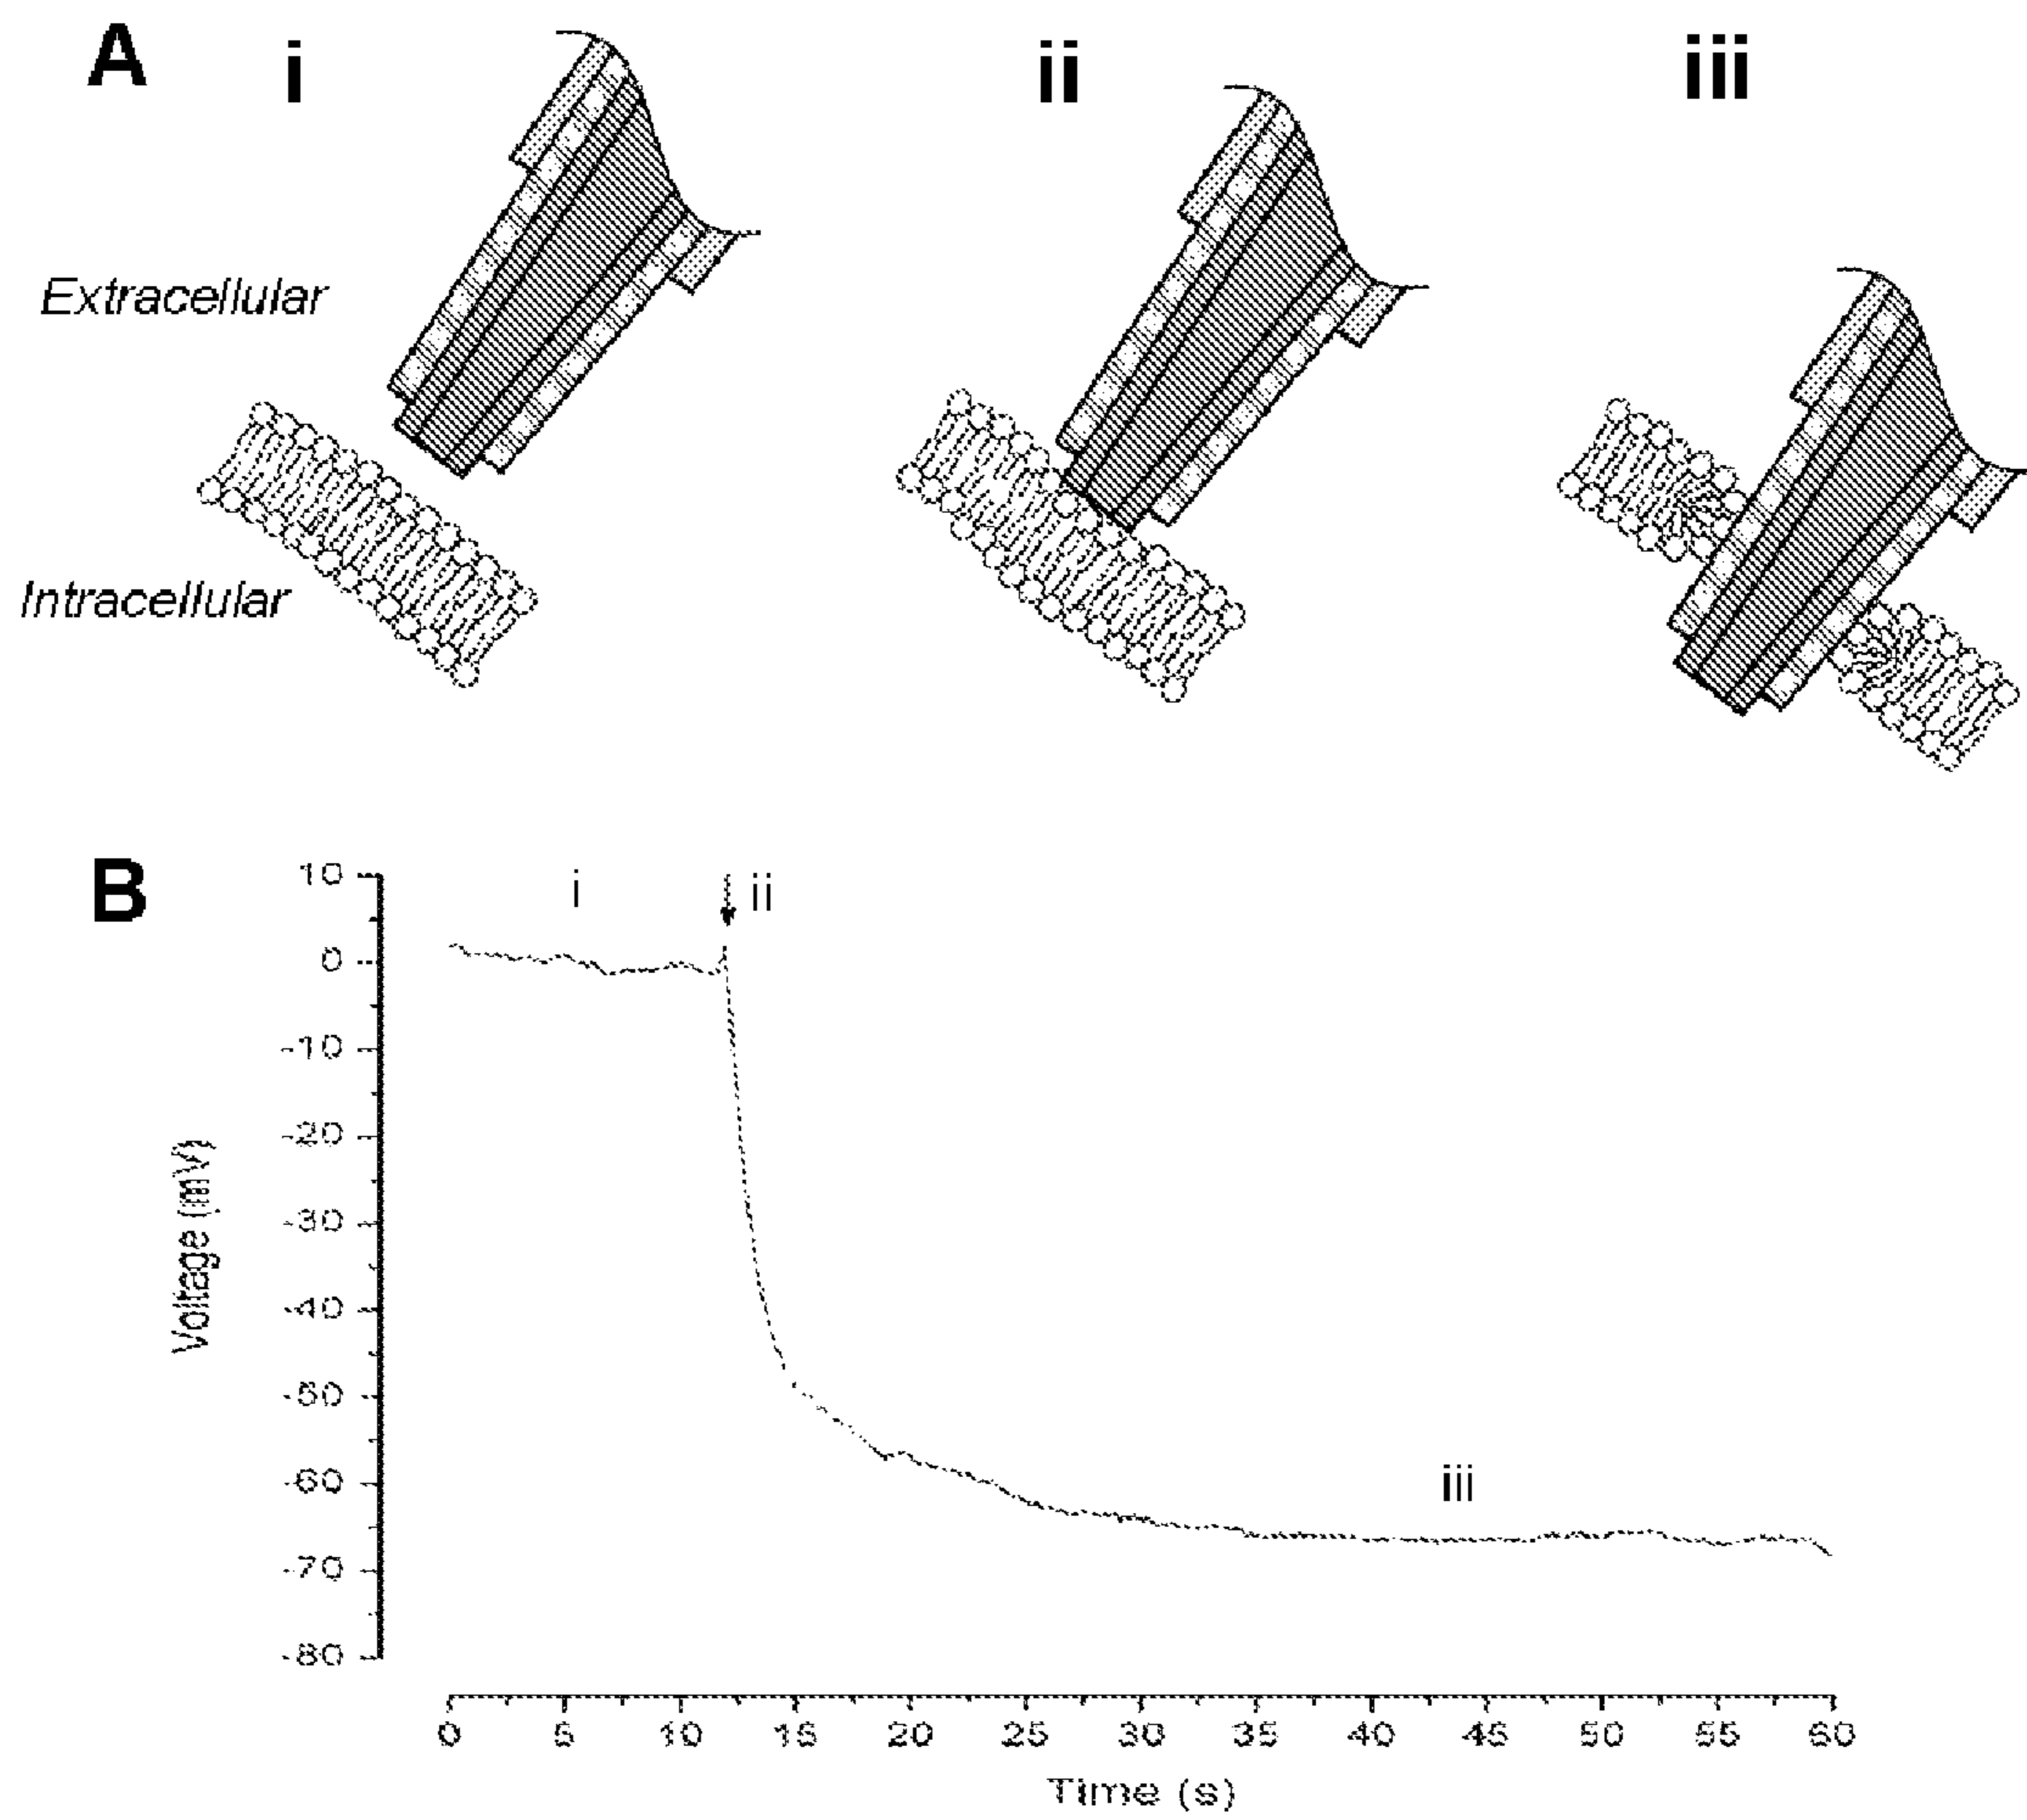 A
i
ii
iii
Extracellular
Intracellular
B
10
0
-10
-20
-30
-40
-50
-60
-70
-80
Voltage (mV)
i
ii
iii
0 5 10 15 20 25 30 35 40 45 50 55 60
Time (s)